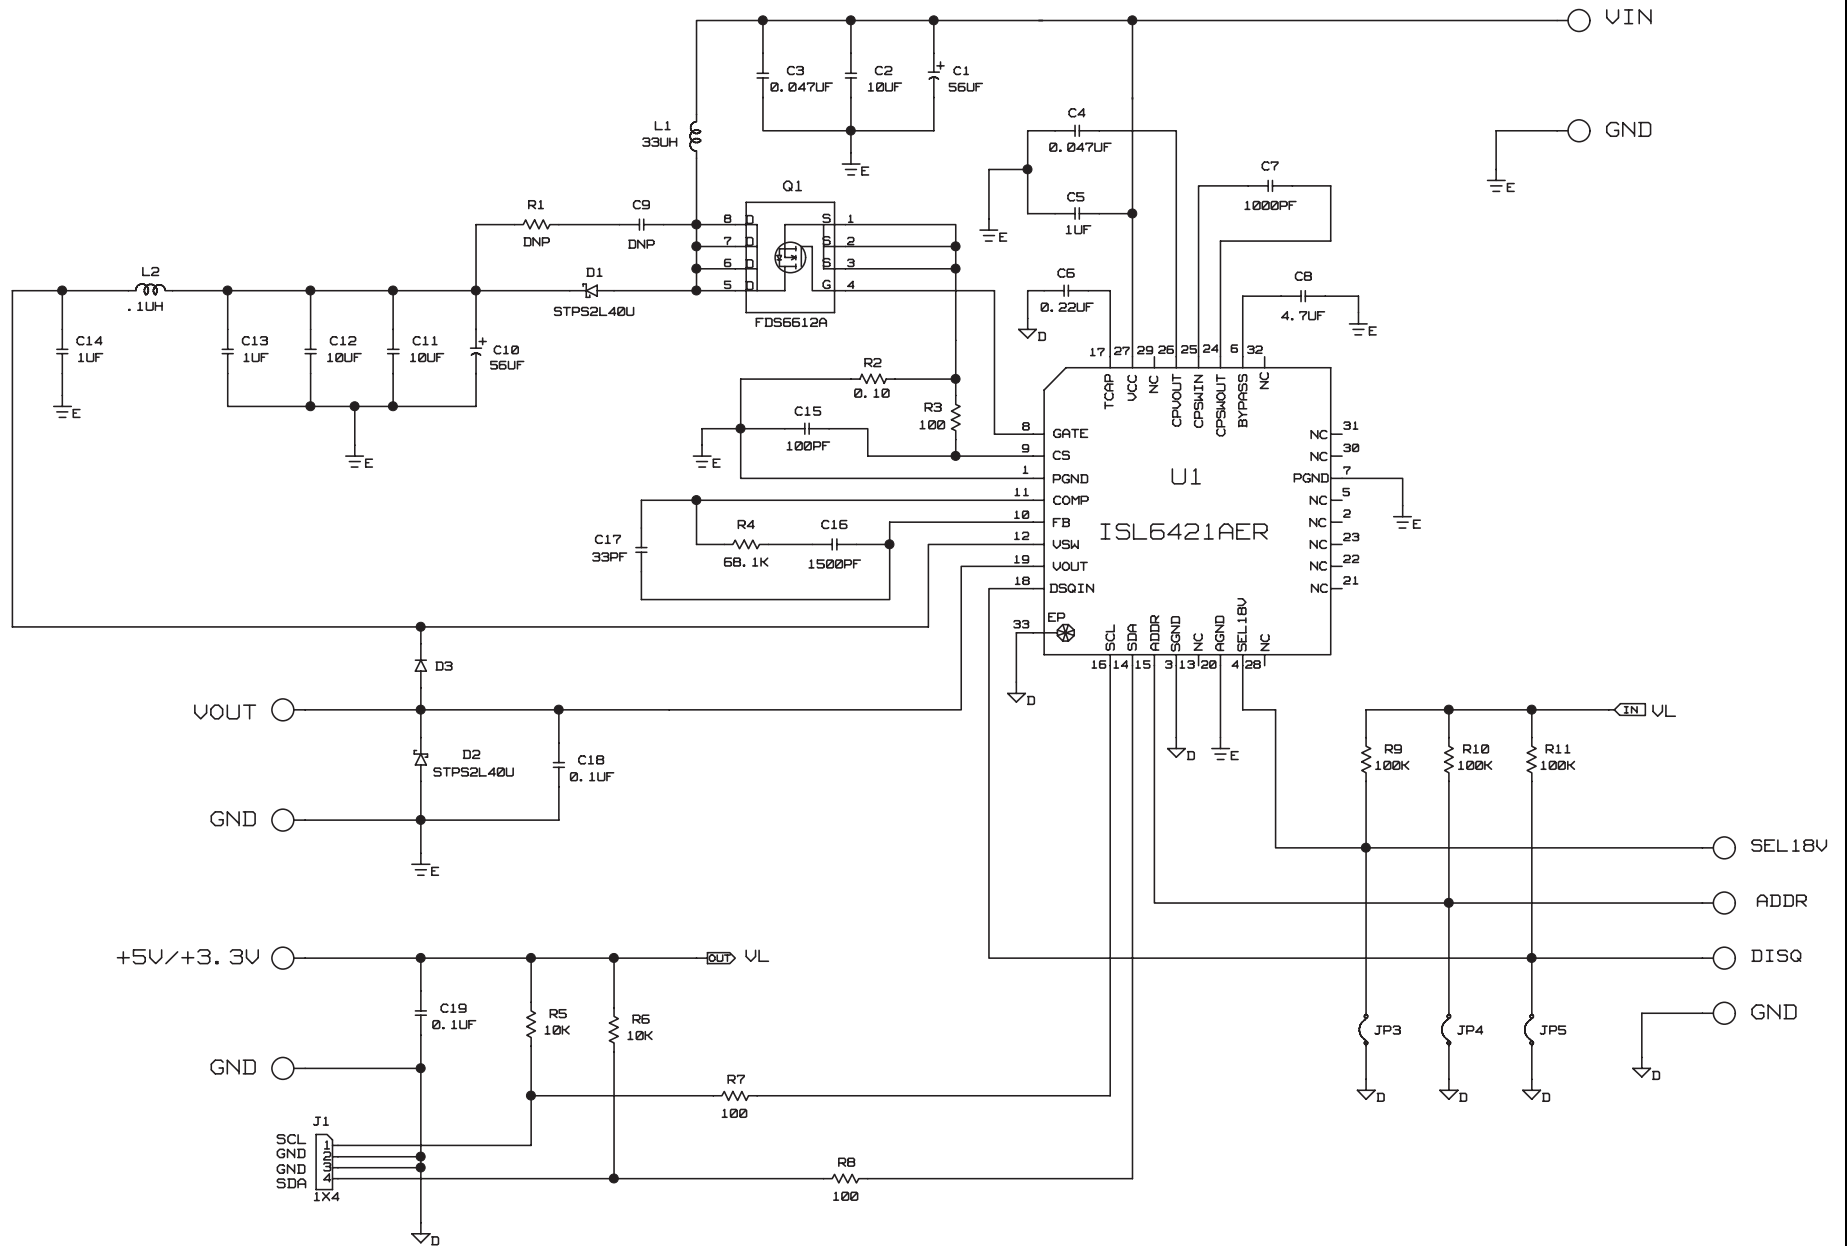 VIN
C3
0.047UF
C2
10UF
+
C1
56UF
L1
33UH
E
C4
0.047UF
GND
E
Q1
C7
1000PF
C5
1UF
E
R1
DNP
C9
DNP
8 D S 1
7 D S 2
6 D S 3
5 D G 4
FDS6612A
L2
.1UH
D1
STPS2L40U
C6
0.22UF
D
C8
4.7UF
E
C14
1UF
C13
1UF
C12
10UF
C11
10UF
+
C10
56UF
E
E
17 27 29 26 25 24 6 32
TCAP VCC NC CPVOUT CPSWIN CPSWOUT BYPASS NC
R2
0.10
R3
100
C15
100PF
E
8 GATE
9 CS
1 PGND
11 COMP
10 FB
12 VSW
19 VOUT
18 DSQIN
33 EP
D
U1
ISL6421AER
NC 31
NC 30
PGND 7
NC 5
NC 2
NC 23
NC 22
NC 21
E
C17
33PF
R4
68.1K
C16
1500PF
SCL SDA ADDR SGND NC AGND SEL18V NC
16 14 15 3 13 20 4 28
D
E
D3
VOUT
D2
STPS2L40U
C18
0.1UF
GND
E
IN VL
R9
100K
R10
100K
R11
100K
SEL18V
ADDR
DISQ
GND
D
JP3
JP4
JP5
D
D
D
+5V/+3.3V
OUT VL
C19
0.1UF
R5
10K
R6
10K
GND
R7
100
J1
SCL 1
GND 2
GND 3
SDA 4
1X4
R8
100
D